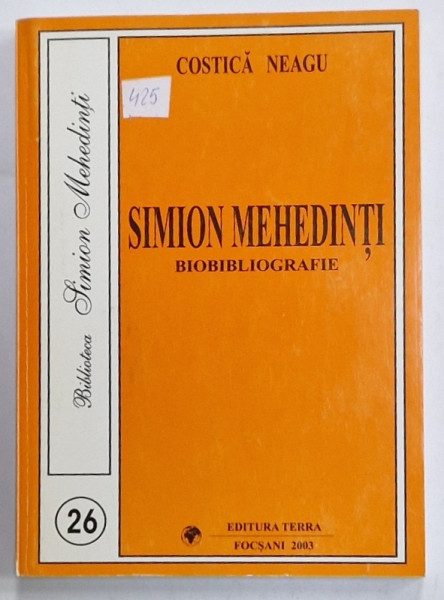 COSTICĂ NEAGU
425
SIMION MEHEDINȚI
BIOBIBLIOGRAFIE
Biblioteca Simion Mehedinți
26
EDITURA TERRA
FOCȘANI 2003